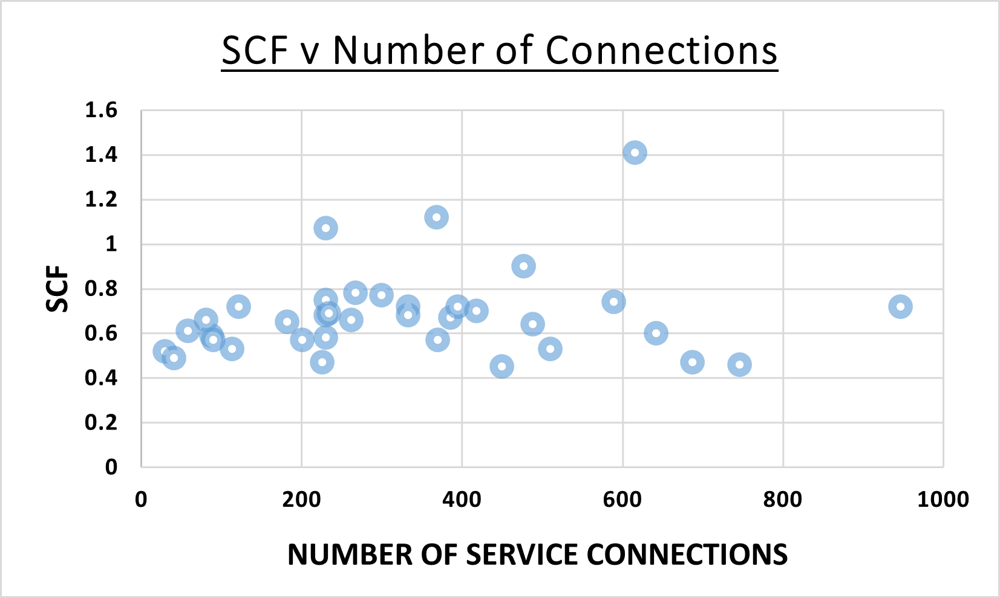 SCF v Number of Connections
1.6
1.4
1.2
1
0.8
0.6
0.4
0.2
0
SCF
0 200 400 600 800 1000
NUMBER OF SERVICE CONNECTIONS